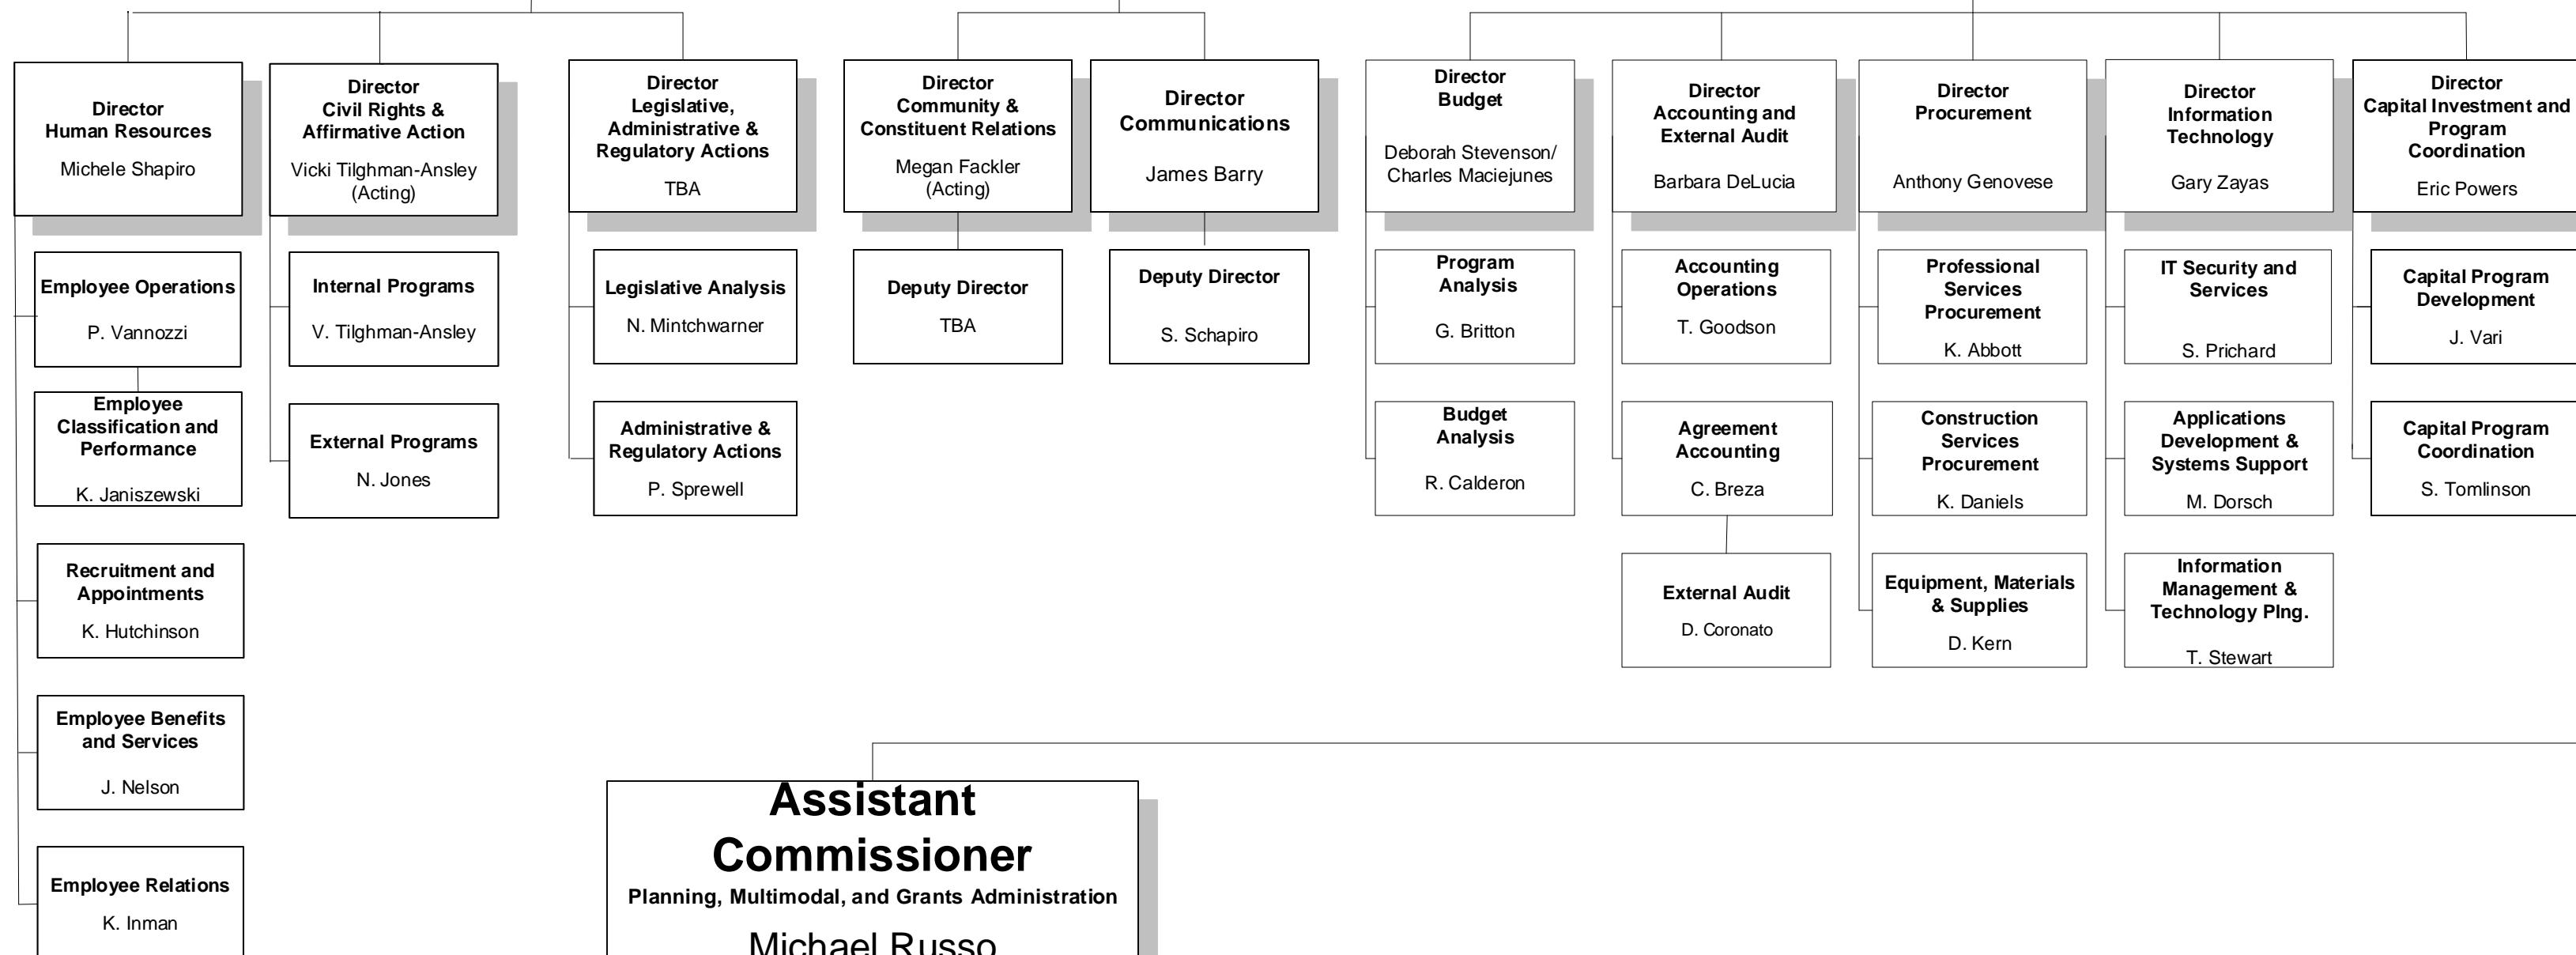 Director
Human Resources
Michele Shapiro
Employee Operations
P. Vannozzi
Employee
Classification and
Performance
K. Janiszewski
Recruitment and
Appointments
K. Hutchinson
Employee Benefits
and Services
J. Nelson
Employee Relations
K. Inman
Director
Civil Rights &
Affirmative Action
Vicki Tilghman-Ansley
(Acting)
Internal Programs
V. Tilghman-Ansley
External Programs
N. Jones
Director
Legislative,
Administrative &
Regulatory Actions
TBA
Legislative Analysis
N. Mintchwarner
Administrative &
Regulatory Actions
P. Sprewell
Director
Community &
Constituent Relations
Megan Fackler
(Acting)
Deputy Director
TBA
Director
Communications
James Barry
Deputy Director
S. Schapiro
Director
Budget
Deborah Stevenson/
Charles Maciejunes
Program
Analysis
G. Britton
Budget
Analysis
R. Calderon
Director
Accounting and
External Audit
Barbara DeLucia
Accounting
Operations
T. Goodson
Agreement
Accounting
C. Breza
External Audit
D. Coronato
Director
Procurement
Anthony Genovese
Professional
Services
Procurement
K. Abbott
Construction
Services
Procurement
K. Daniels
Equipment, Materials
& Supplies
D. Kern
Director
Information
Technology
Gary Zayas
IT Security and
Services
S. Prichard
Applications
Development &
Systems Support
M. Dorsch
Information
Management &
Technology Plng.
T. Stewart
Director
Capital Investment and
Program
Coordination
Eric Powers
Capital Program
Development
J. Vari
Capital Program
Coordination
S. Tomlinson
Assistant
Commissioner
Planning, Multimodal, and Grants Administration
Michael Russo